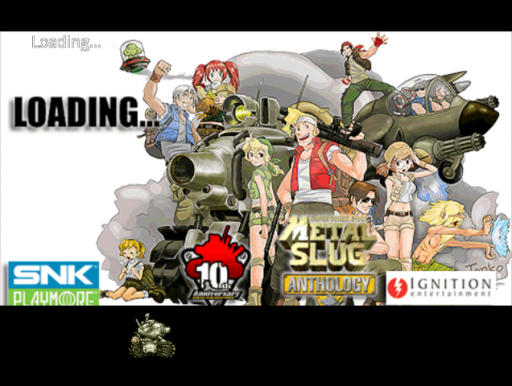 Loading... ...
LOADING...
SNK
PLAYMORE
10th
Anniversary
METAL
SLUG
ANTHOLOGY
IGNITION
entertainment